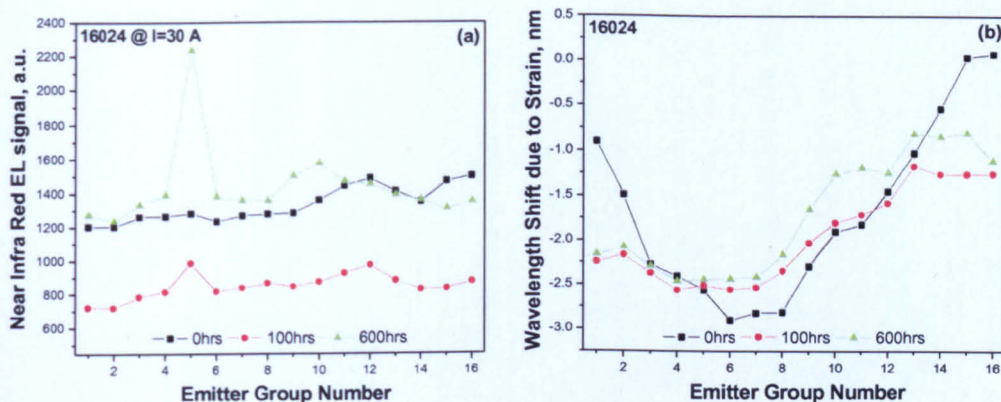 16024 @ I=30 A
(a)
Near Infra Red EL signal, a.u.
2400
2200
2000
1800
1600
1400
1200
1000
800
600
0hrs 100hrs 600hrs
2 4 6 8 10 12 14 16
Emitter Group Number
16024
(b)
Wavelength Shift due to Strain, nm
0.5
0.0
-0.5
-1.0
-1.5
-2.0
-2.5
-3.0
0hrs 100hrs 600hrs
2 4 6 8 10 12 14 16
Emitter Group Number